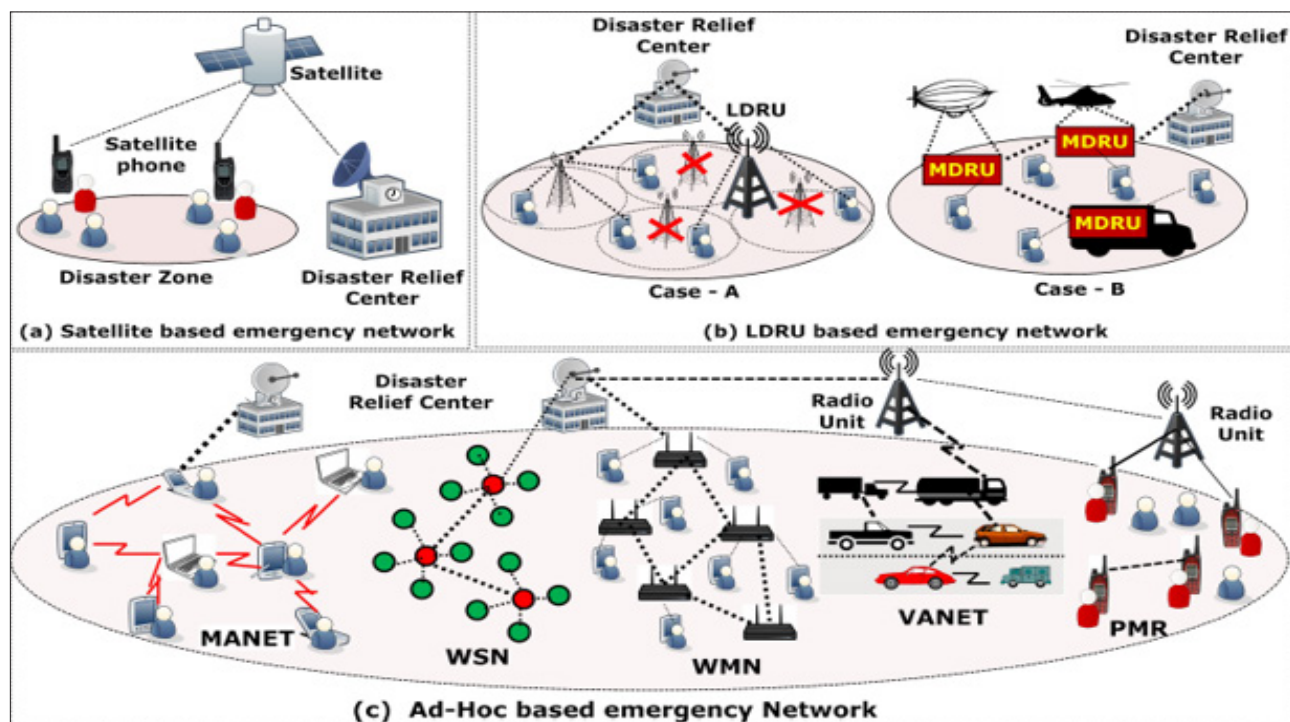 Satellite
Satellite
phone
Disaster Zone
Disaster Relief
Center
(a) Satellite based emergency network
Disaster Relief
Center
LDRU
Case - A
Disaster Relief
Center
MDRU
MDRU
MDRU
Case - B
(b) LDRU based emergency network
Disaster
Relief Center
Radio
Unit
Radio
Unit
MANET
WSN
WMN
VANET
PMR
(c) Ad-Hoc based emergency Network